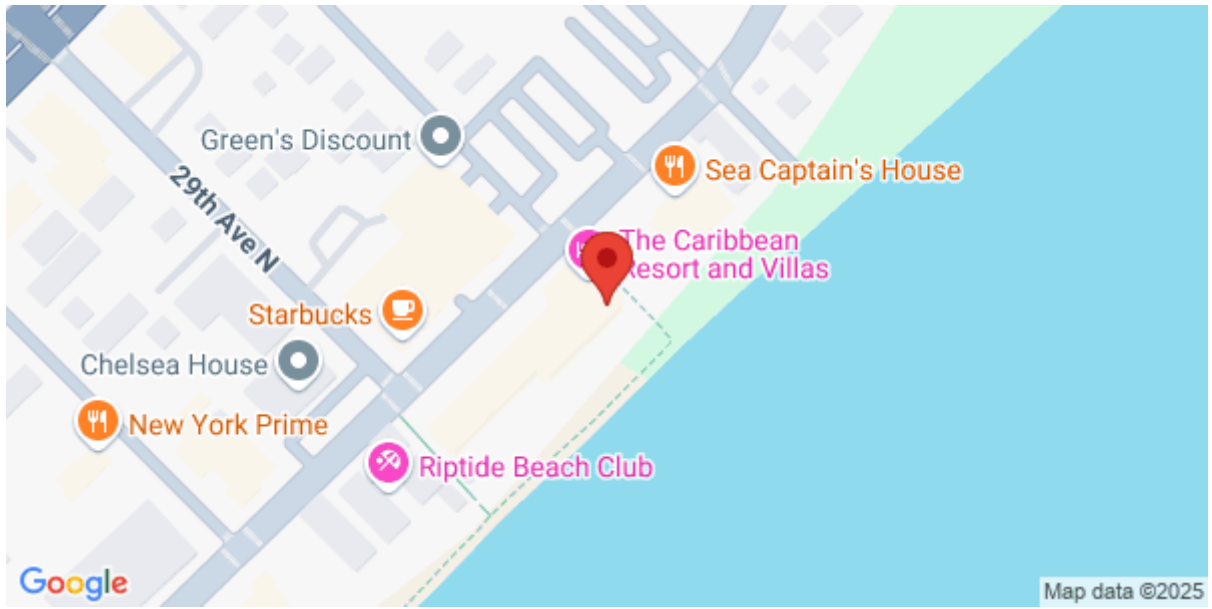 Green's Discount
Sea Captain's House
29th Ave N
The Caribbean
Resort and Villas
Starbucks
Chelsea House
New York Prime
Riptide Beach Club
Google
Map data ©2025